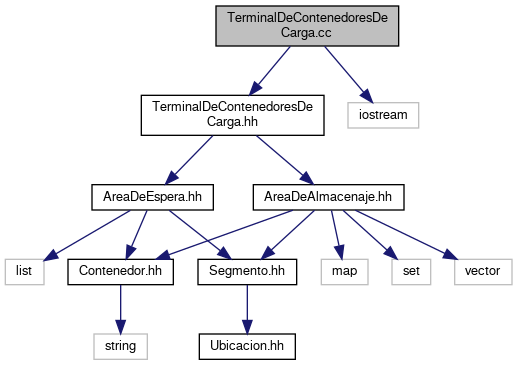 TerminalDeContenedoresDe
Carga.cc
TerminalDeContenedoresDe
Carga.hh
iostream
AreaDeEspera.hh
AreaDeAlmacenaje.hh
list
Contenedor.hh
Segmento.hh
map
set
vector
string
Ubicacion.hh